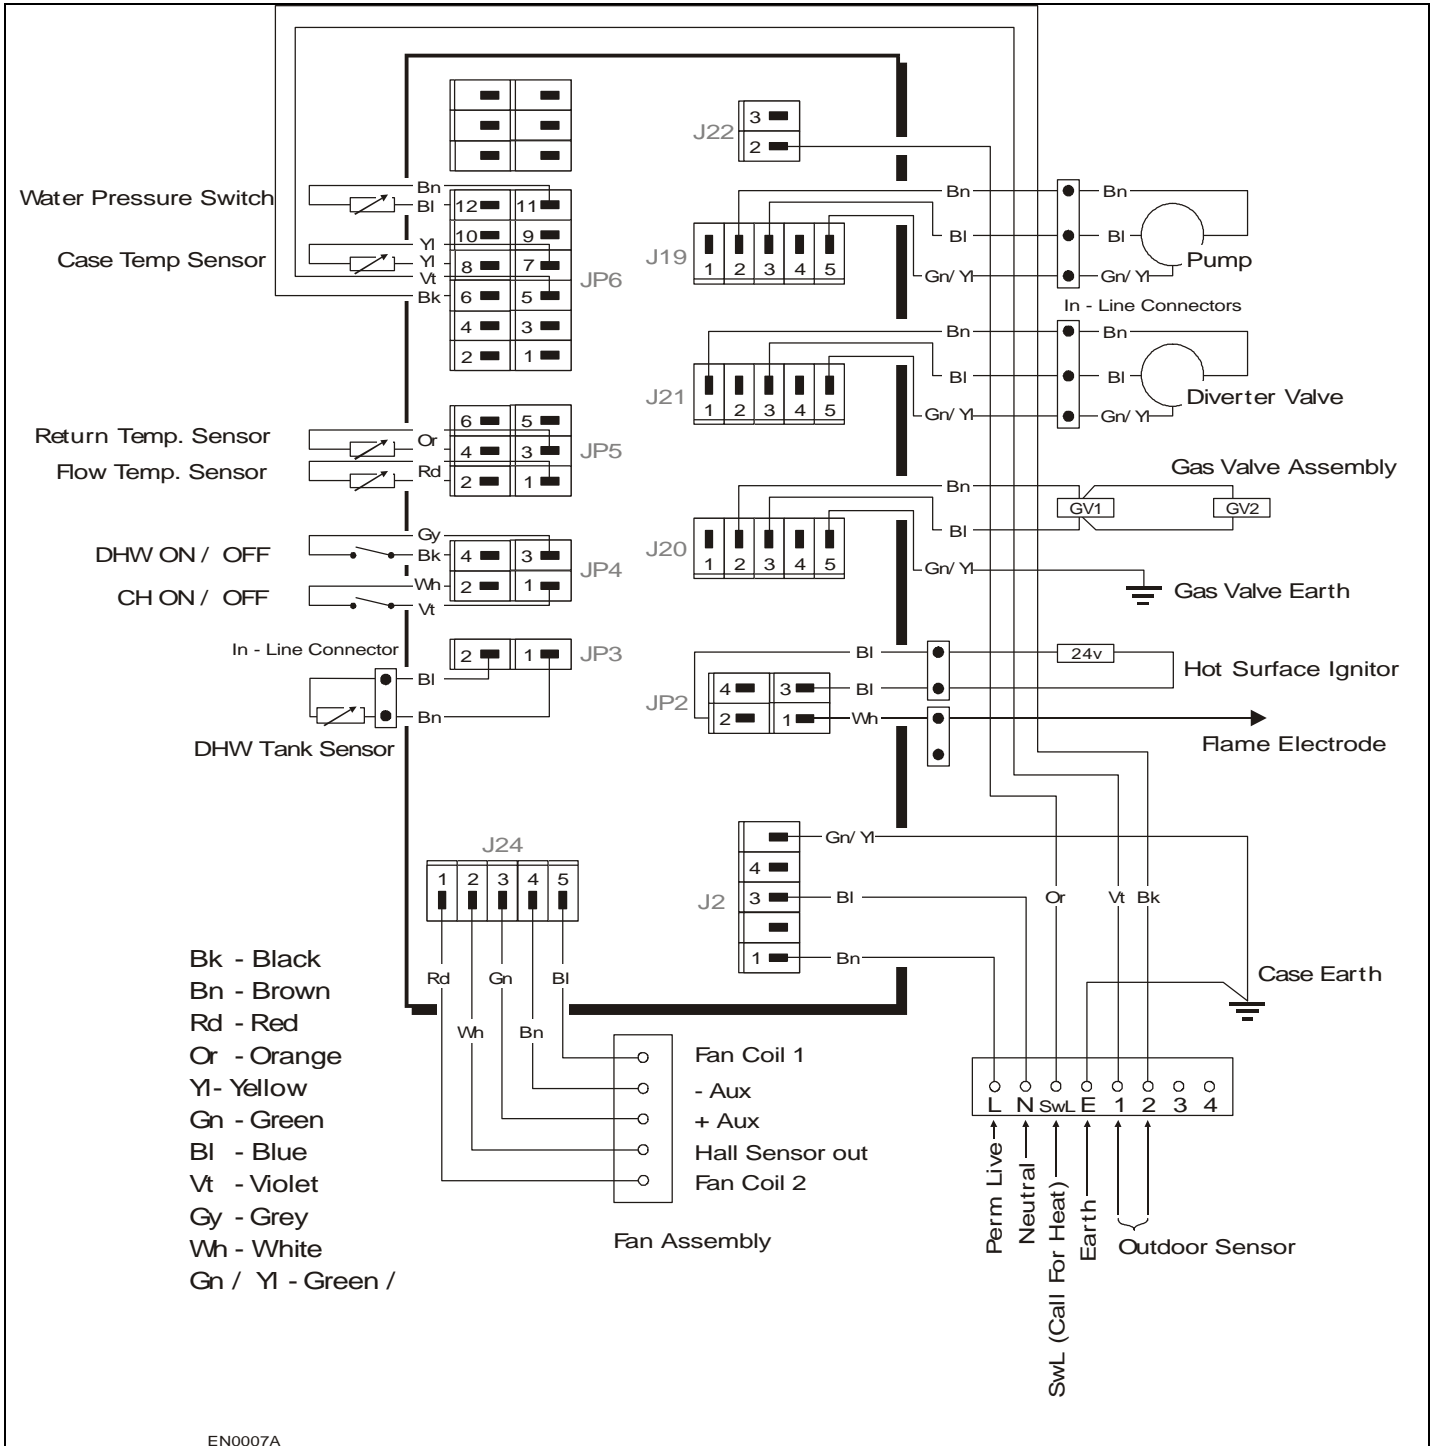 J22
3
2
Water Pressure Switch
Bn
Bl
12 11
10 9
Case Temp Sensor
Yl
Yl
8 7
Vt
Bk
6 5
4 3
2 1
JP6
J19
1 2 3 4 5
Bn
Bl
Gn/ Yl
Bn
Bl
Gn/ Yl
Pump
In - Line Connectors
J21
1 2 3 4 5
Bn
Bl
Gn/ Yl
Bn
Bl
Gn/ Yl
Diverter Valve
Return Temp. Sensor
Or
Flow Temp. Sensor
Rd
6 5
4 3
2 1
JP5
Gas Valve Assembly
J20
1 2 3 4 5
Bn
Bl
Gn/ Yl
GV1
GV2
Gas Valve Earth
DHW ON / OFF
Gy
Bk
4 3
CH ON / OFF
Wh
Vt
2 1
JP4
In - Line Connector
2 1
JP3
Bl
Bn
DHW Tank Sensor
JP2
4 3
2 1
Bl
Bl
Wh
24v
Hot Surface Ignitor
Flame Electrode
J24
1 2 3 4 5
Rd
Wh
Gn
Bn
Bl
J2
4
3
1
Gn/ Yl
Bl
Bn
Or
Vt
Bk
Case Earth
Bk - Black
Bn - Brown
Rd - Red
Or - Orange
Yl- Yellow
Gn - Green
Bl - Blue
Vt - Violet
Gy - Grey
Wh - White
Gn / Yl - Green /
Fan Coil 1
- Aux
+ Aux
Hall Sensor out
Fan Coil 2
Fan Assembly
L N SwL E 1 2 3 4
Perm Live
Neutral
SwL (Call For Heat)
Earth
Outdoor Sensor
EN0007A